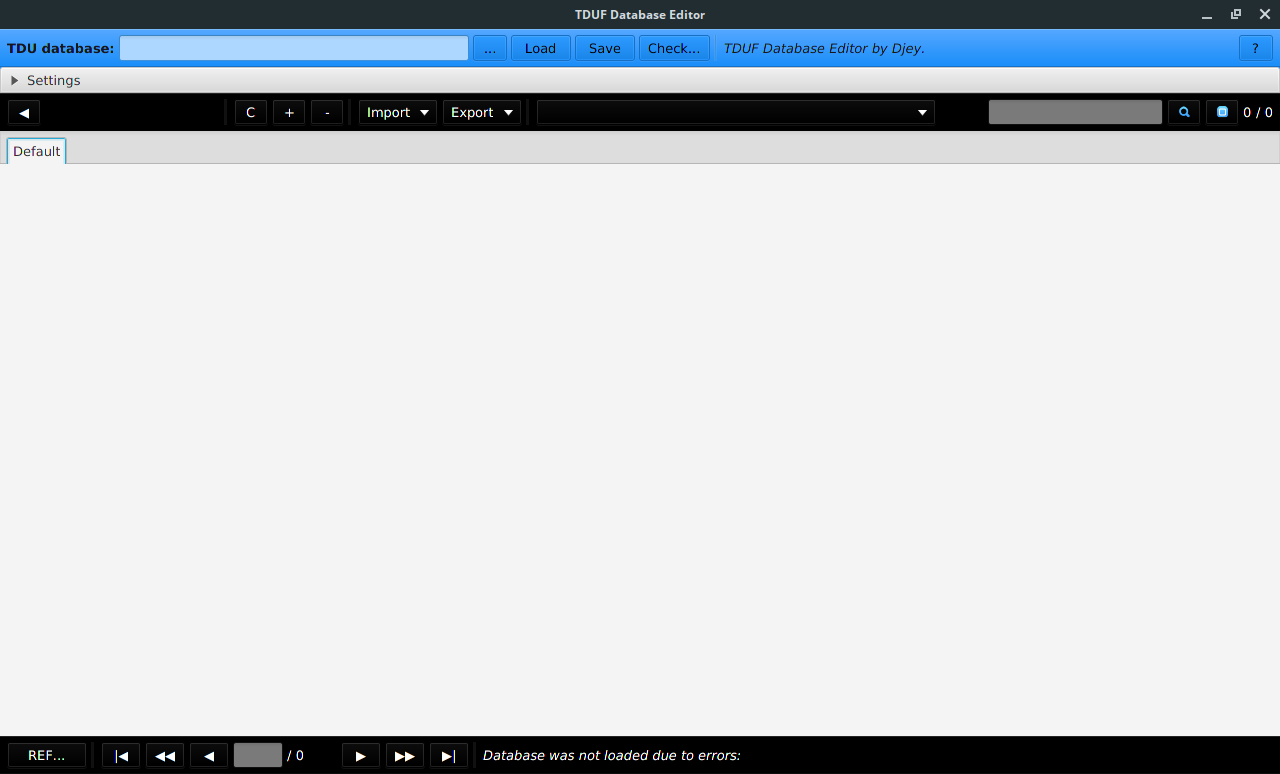 TDUF Database Editor
TDU database: ... Load Save Check... TDUF Database Editor by Djey. ?
Settings
C + - Import Export 0 / 0
Default
REF... / 0 Database was not loaded due to errors: